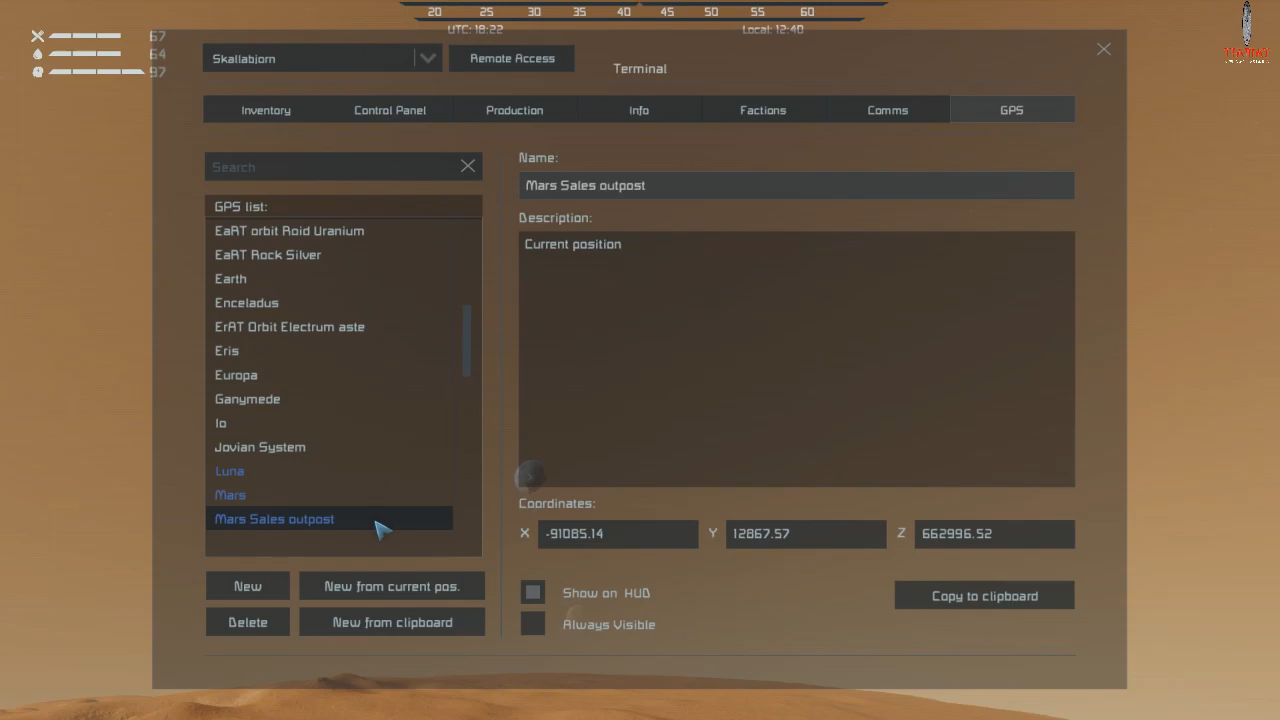 20 25 30 35 40 45 50 55 60
UTC: 18:22 Local: 12:40
67
64
97
Skallabjorn
Remote Access
Terminal
Inventory Control Panel Production Info Factions Comms GPS
Search
GPS list:
EaRT orbit Roid Uranium
EaRT Rock Silver
Earth
Enceladus
ErAT Orbit Electrum aste
Eris
Europa
Ganymede
Io
Jovian System
Luna
Mars
Mars Sales outpost
New
New from current pos.
Delete
New from clipboard
Name:
Mars Sales outpost
Description:
Current position
Coordinates:
X -91085.14 Y 12867.57 Z 662996.52
Show on HUD
Always Visible
Copy to clipboard